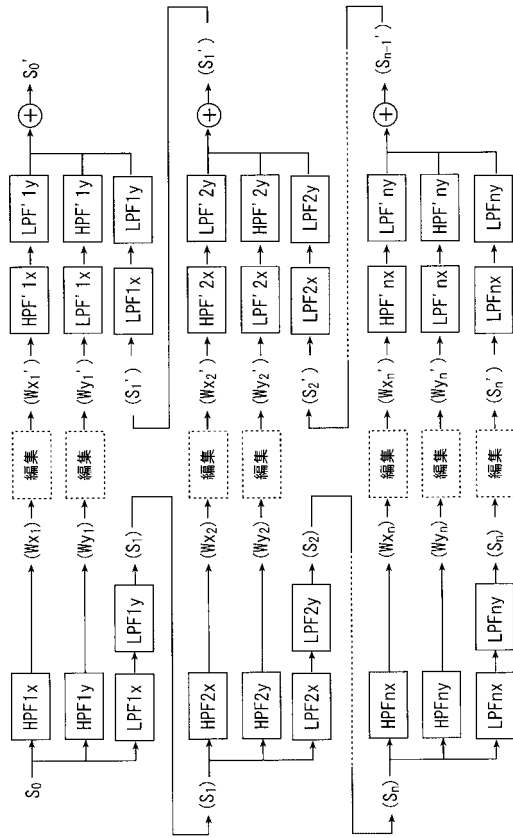 S₀ HPF1x (Wx₁) 編集 (Wx₁') HPF'1x LPF'1y + S₀'
HPF1y (Wy₁) 編集 (Wy₁') LPF'1x HPF'1y
LPF1x LPF1y (S₁) (S₁') LPF1x LPF1y
(S₁) HPF2x (Wx₂) 編集 (Wx₂') HPF'2x LPF'2y + (S₁')
HPF2y (Wy₂) 編集 (Wy₂') LPF'2x HPF'2y
LPF2x LPF2y (S₂) (S₂') LPF2x LPF2y
(Sₙ) HPFnx (Wxₙ) 編集 (Wxₙ') HPF'nx LPF'ny + (Sₙ₋₁')
HPFny (Wyₙ) 編集 (Wyₙ') LPF'nx HPF'ny
LPFnx LPFny (Sₙ) 編集 (Sₙ') LPFnx LPFny